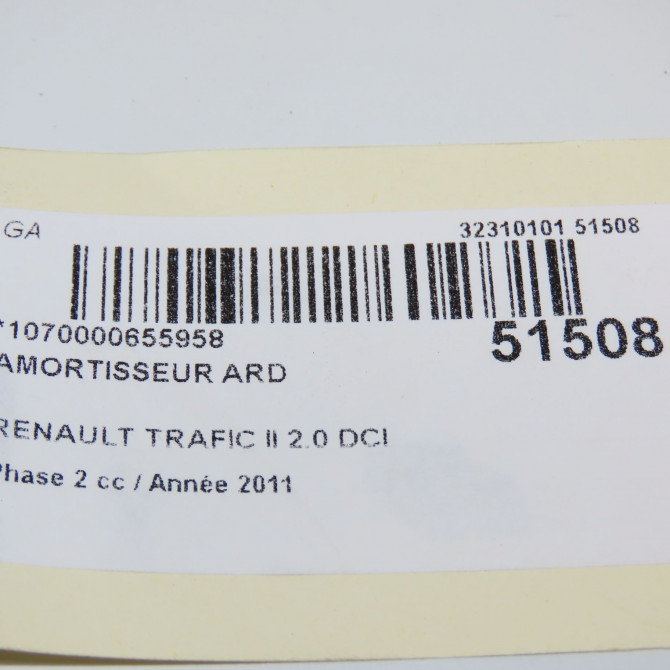 GA
32310101 51508
*1070000655958
51508
AMORTISSEUR ARD
RENAULT TRAFIC II 2.0 DCI
Phase 2 cc / Année 2011